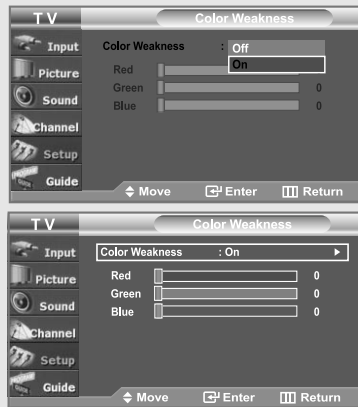 TV Color Weakness
Input Color Weakness : Off
On
Picture Red
Green 0
Sound Blue 0
Channel
Setup
Guide
Move Enter Return
TV Color Weakness
Input Color Weakness : On
Picture Red 0
Green 0
Sound Blue 0
Channel
Setup
Guide
Move Enter Return